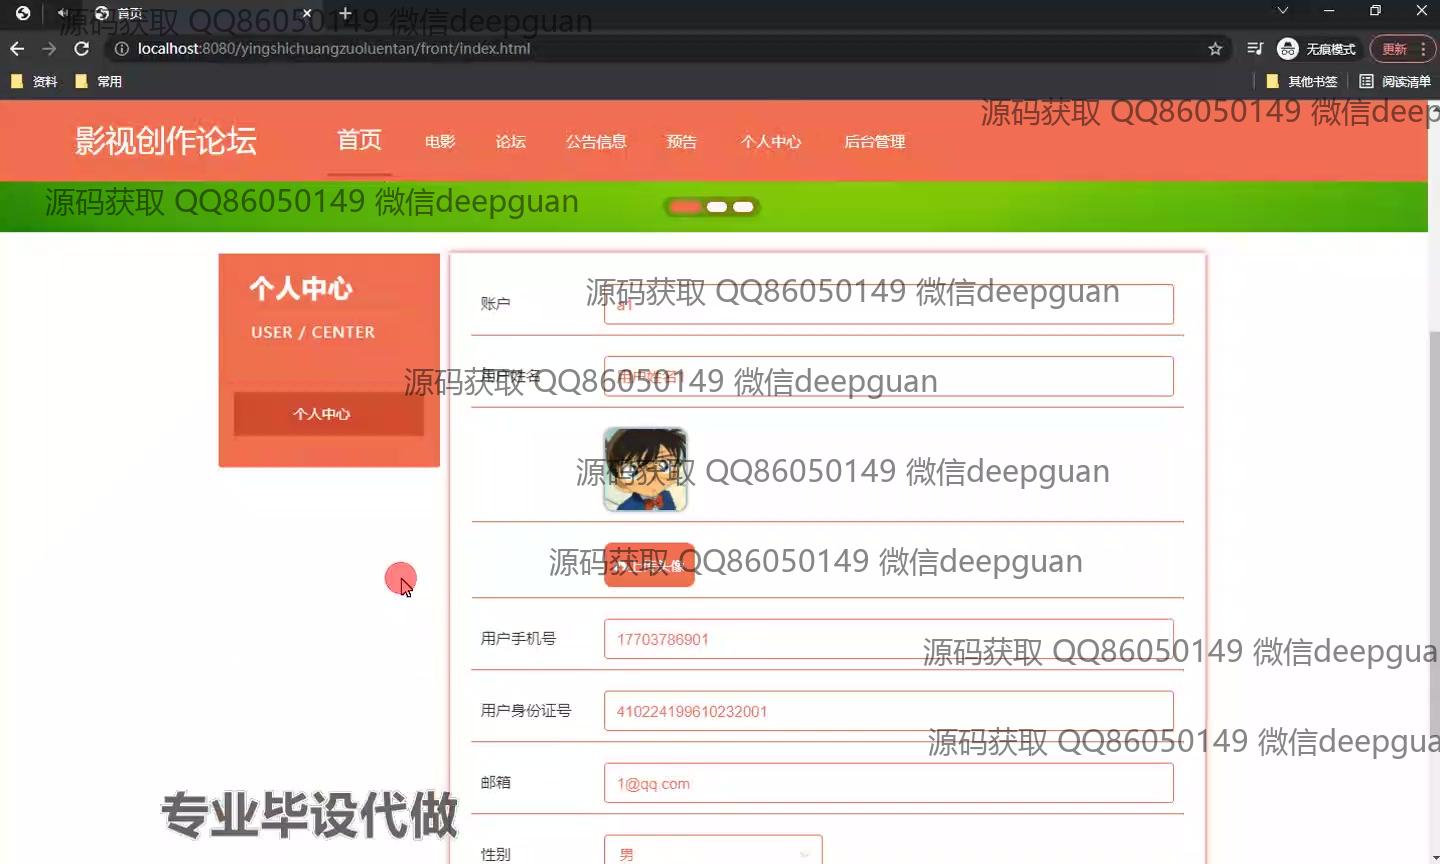 首页
源码获取 QQ86050149 微信deepguan
localhost:8080/yingshichuangzuoluentan/front/index.html
无痕模式
更新
资料
常用
其他书签
阅读清单
源码获取 QQ86050149 微信deep
影视创作论坛
首页
电影
论坛
公告信息
预告
个人中心
后台管理
源码获取 QQ86050149 微信deepguan
个人中心
USER / CENTER
个人中心
账户
a1
源码获取 QQ86050149 微信deepguan
用户姓名
用户姓名1
源码获取 QQ86050149 微信deepguan
源码获取 QQ86050149 微信deepguan
上传头像
源码获取 QQ86050149 微信deepguan
用户手机号
17703786901
源码获取 QQ86050149 微信deepgua
用户身份证号
410224199610232001
源码获取 QQ86050149 微信deepgua
邮箱
1@qq.com
专业毕设代做
性别
男